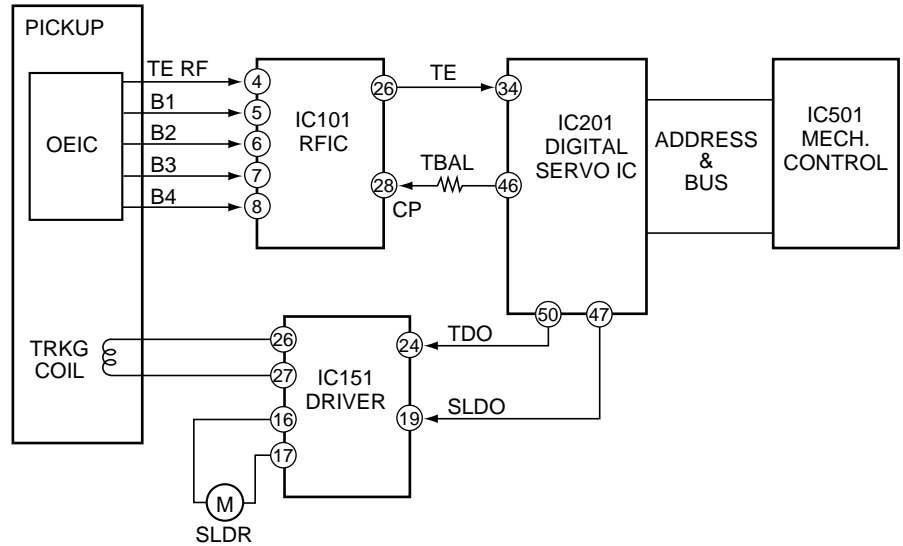 PICKUP
OEIC
TE RF
B1
B2
B3
B4
4
5
6
7
8
IC101
RFIC
26
28
CP
TE
TBAL
34
46
IC201
DIGITAL
SERVO IC
ADDRESS
&
BUS
IC501
MECH.
CONTROL
50
47
TRKG
COIL
26
27
16
17
IC151
DRIVER
24
19
TDO
SLDO
M
SLDR